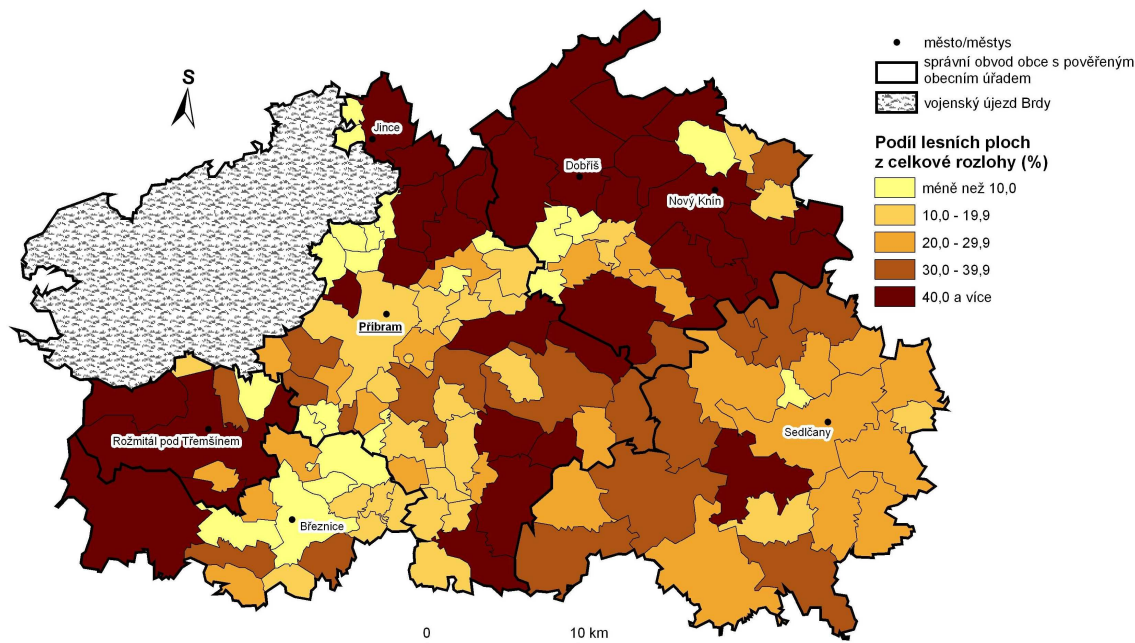 S
město/městys
správní obvod obce s pověřeným
obecním úřadem
vojenský újezd Brdy
Podíl lesních ploch
z celkové rozlohy (%)
méně než 10,0
10,0 - 19,9
20,0 - 29,9
30,0 - 39,9
40,0 a více
Jince
Dobříš
Nový Knín
Příbram
Rožmitál pod Třemšínem
Sedlčany
Březnice
0 10 km